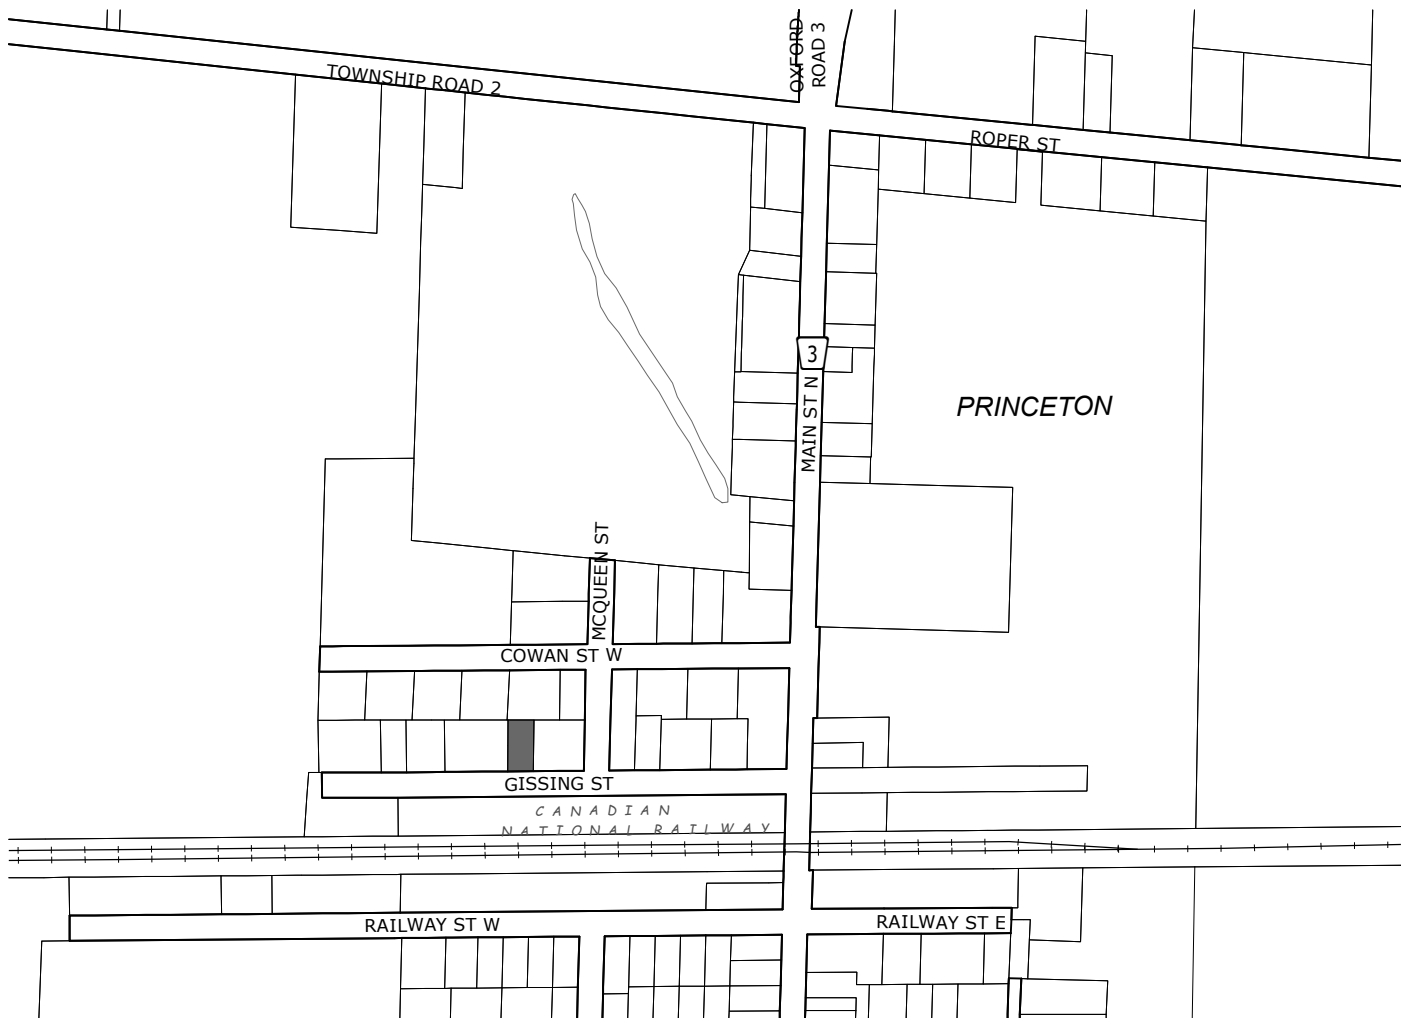 OXFORD
ROAD 3
TOWNSHIP ROAD 2
ROPER ST
3
MAIN ST N
PRINCETON
MCQUEEN ST
COWAN ST W
GISSING ST
CANADIAN
NATIONAL RAILWAY
RAILWAY ST W
RAILWAY ST E